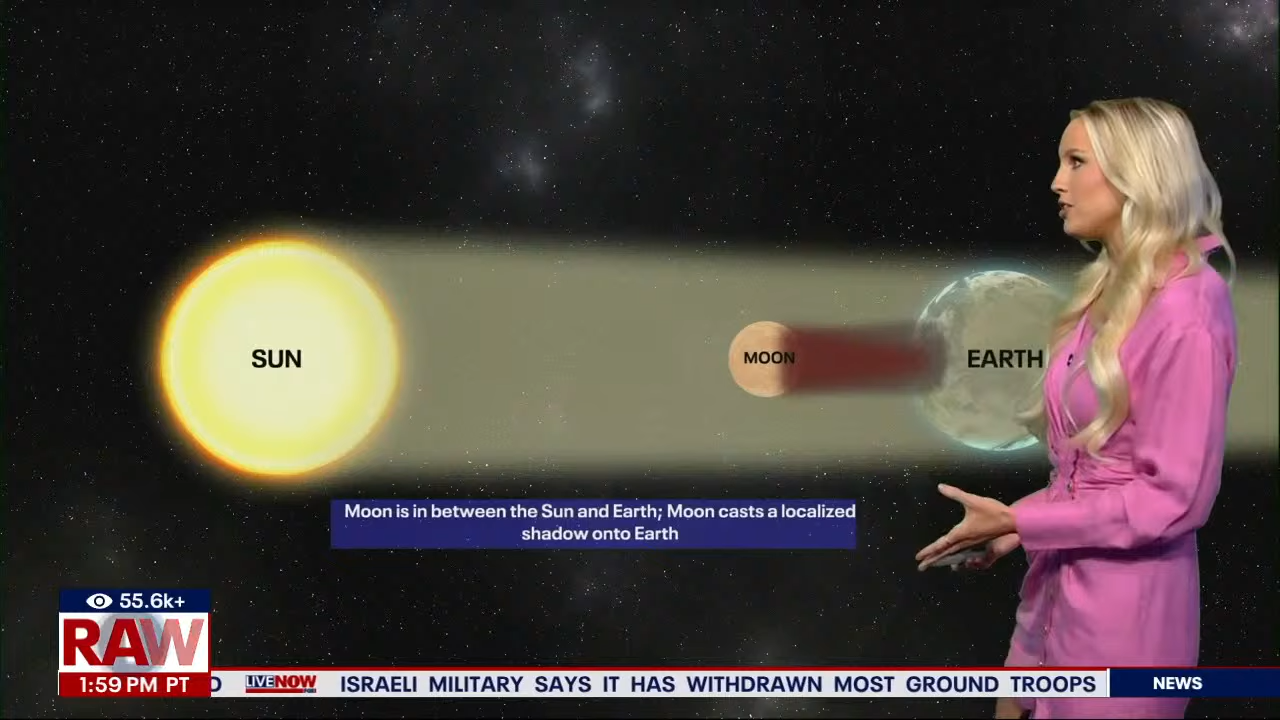 SUN
MOON
EARTH
Moon is in between the Sun and Earth; Moon casts a localized
shadow onto Earth
55.6k+
RAW
1:59 PM PT
LIVENOW
FOX
ISRAELI MILITARY SAYS IT HAS WITHDRAWN MOST GROUND TROOPS
NEWS